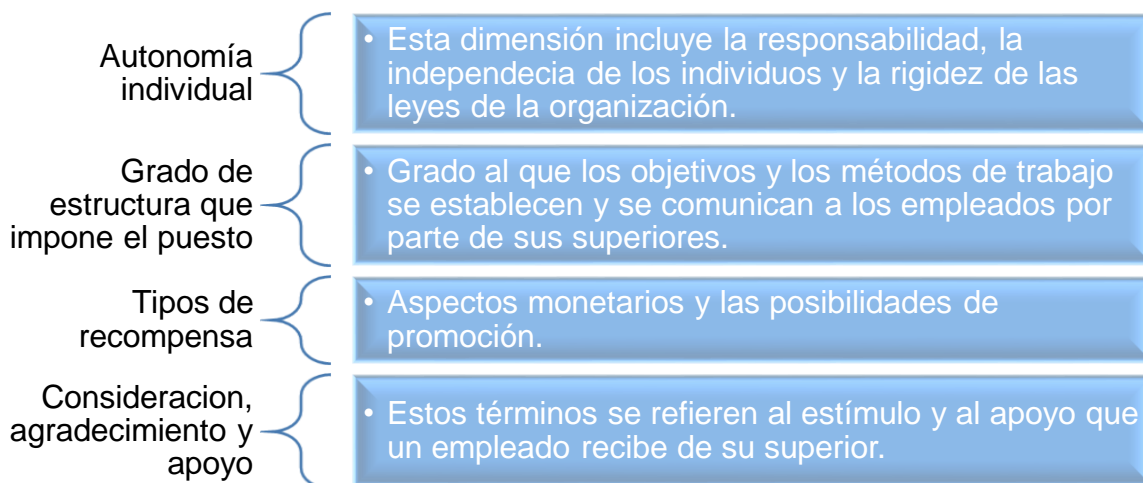 Autonomía
individual
• Esta dimensión incluye la responsabilidad, la
independecia de los individuos y la rigidez de las
leyes de la organización.
Grado de
estructura que
impone el puesto
• Grado al que los objetivos y los métodos de trabajo
se establecen y se comunican a los empleados por
parte de sus superiores.
Tipos de
recompensa
• Aspectos monetarios y las posibilidades de
promoción.
Consideracion,
agradecimiento y
apoyo
• Estos términos se refieren al estímulo y al apoyo que
un empleado recibe de su superior.